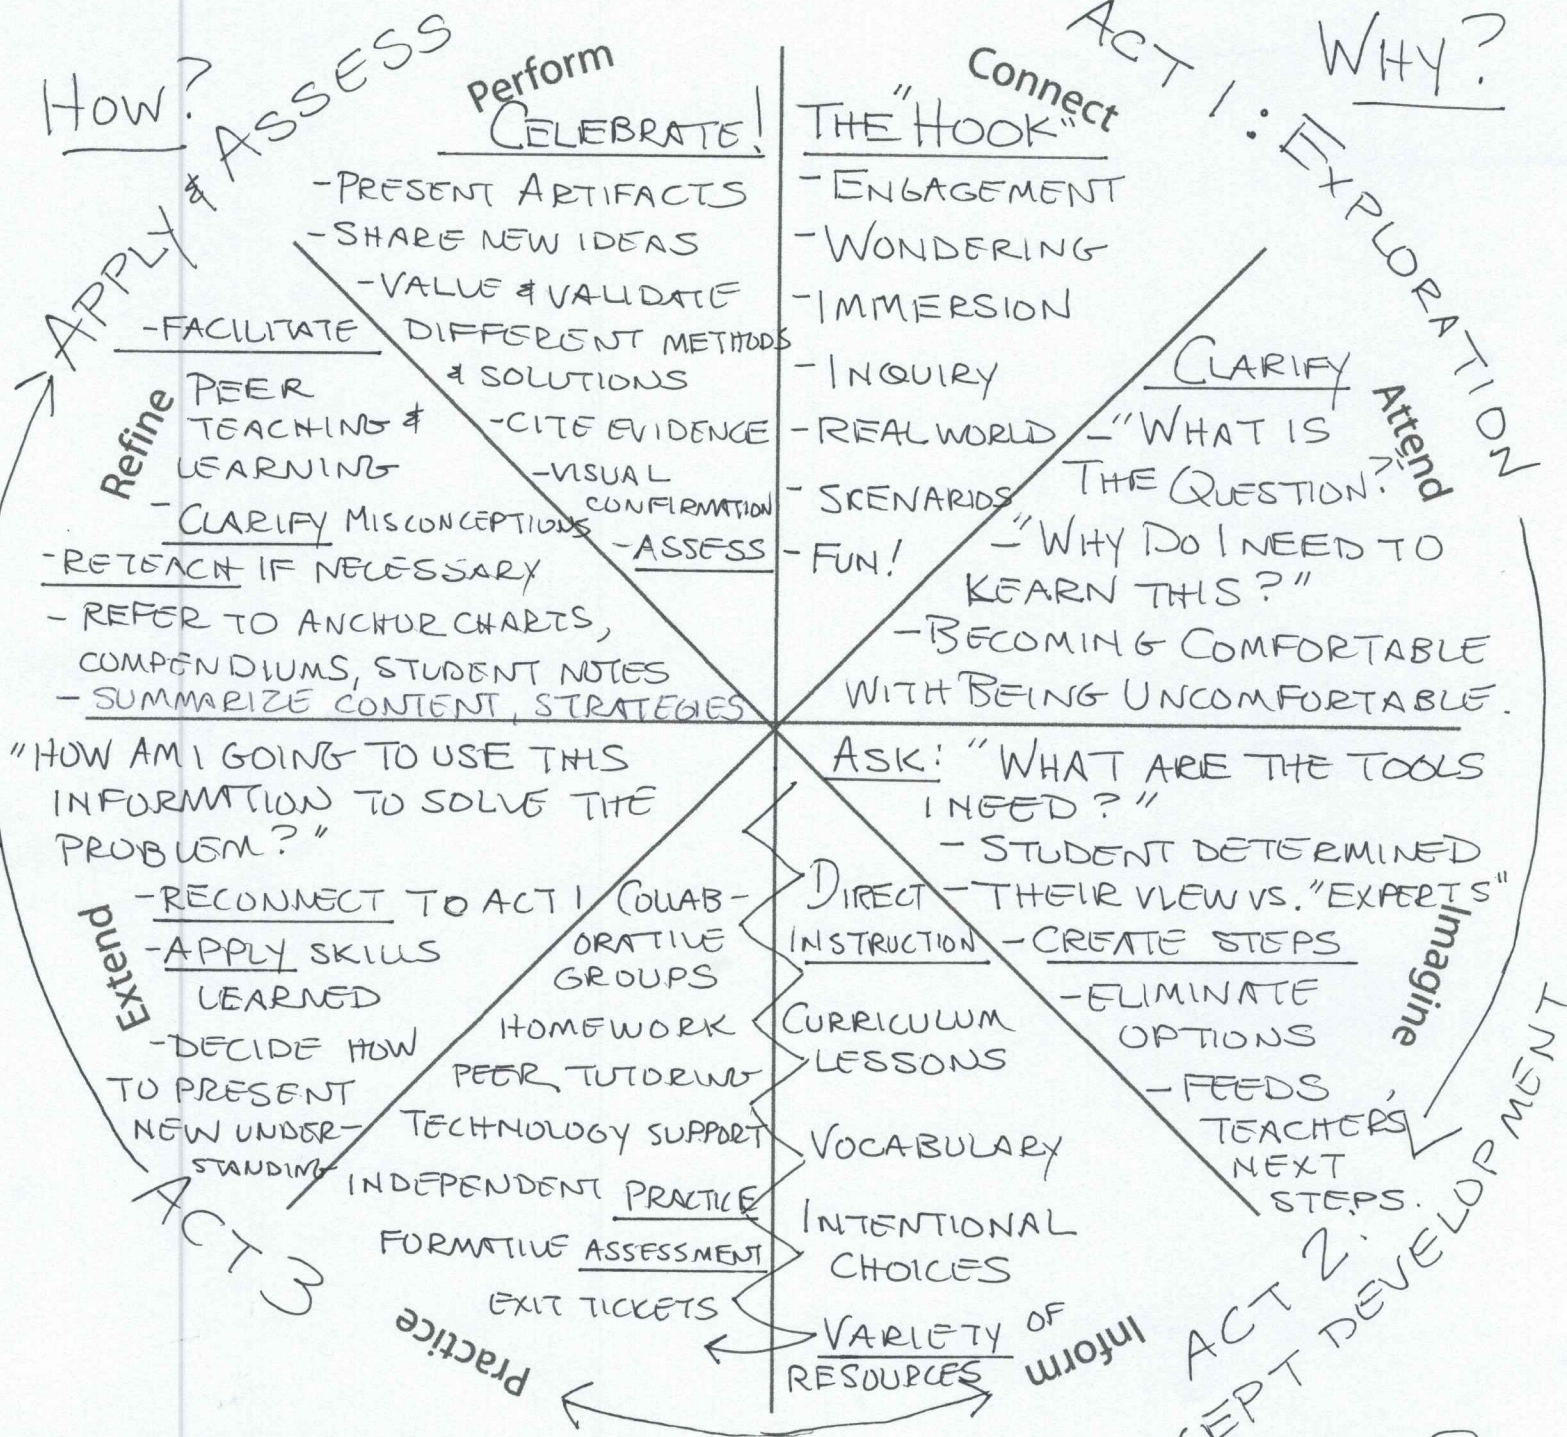 How?
APPLY & ASSESS
Perform
CELEBRATE!
-PRESENT ARTIFACTS
-SHARE NEW IDEAS
-VALUE & VALIDATE
DIFFERENT METHODS
& SOLUTIONS
-CITE EVIDENCE
-VISUAL
CONFIRMATION
-ASSESS
Connect
THE "HOOK"
-ENGAGEMENT
-WONDERING
-IMMERSION
-INQUIRY
-REAL WORLD
-SKENARIOS
-FUN!
ACT 1: EXPLORATION
WHY?
Attend
CLARIFY
-"WHAT IS
THE QUESTION?"
-"WHY DO I NEED TO
KEARN THIS?"
-BECOMING COMFORTABLE
WITH BEING UNCOMFORTABLE.
Imagine
ASK: "WHAT ARE THE TOOLS
I NEED?"
-STUDENT DETERMINED
-THEIR VIEW VS. "EXPERTS"
-CREATE STEPS
-ELIMINATE
OPTIONS
-FEEDS
TEACHERS'
NEXT
STEPS.
ACT 2:
CEPT DEVELOPMENT
Inform
DIRECT
INSTRUCTION
CURRICULUM
LESSONS
VOCABULARY
INTENTIONAL
CHOICES
VARIETY OF
RESOURCES
Practice
COLLAB-
ORATIVE
GROUPS
HOMEWORK
PEER TUTORING
TECHNOLOGY SUPPORT
INDEPENDENT PRACTICE
FORMATIVE ASSESSMENT
EXIT TICKETS
ACT 3
Extend
"HOW AM I GOING TO USE THIS
INFORMATION TO SOLVE THE
PROBLEM?"
-RECONNECT TO ACT 1
-APPLY SKILLS
LEARNED
-DECIDE HOW
TO PRESENT
NEW UNDER-
STANDING
Refine
-FACILITATE
PEER
TEACHING &
LEARNING
-CLARIFY MISCONCEPTIONS
-RETEACH IF NECESSARY
-REFER TO ANCHOR CHARTS,
COMPENDIUMS, STUDENT NOTES
-SUMMARIZE CONTENT, STRATEGIES